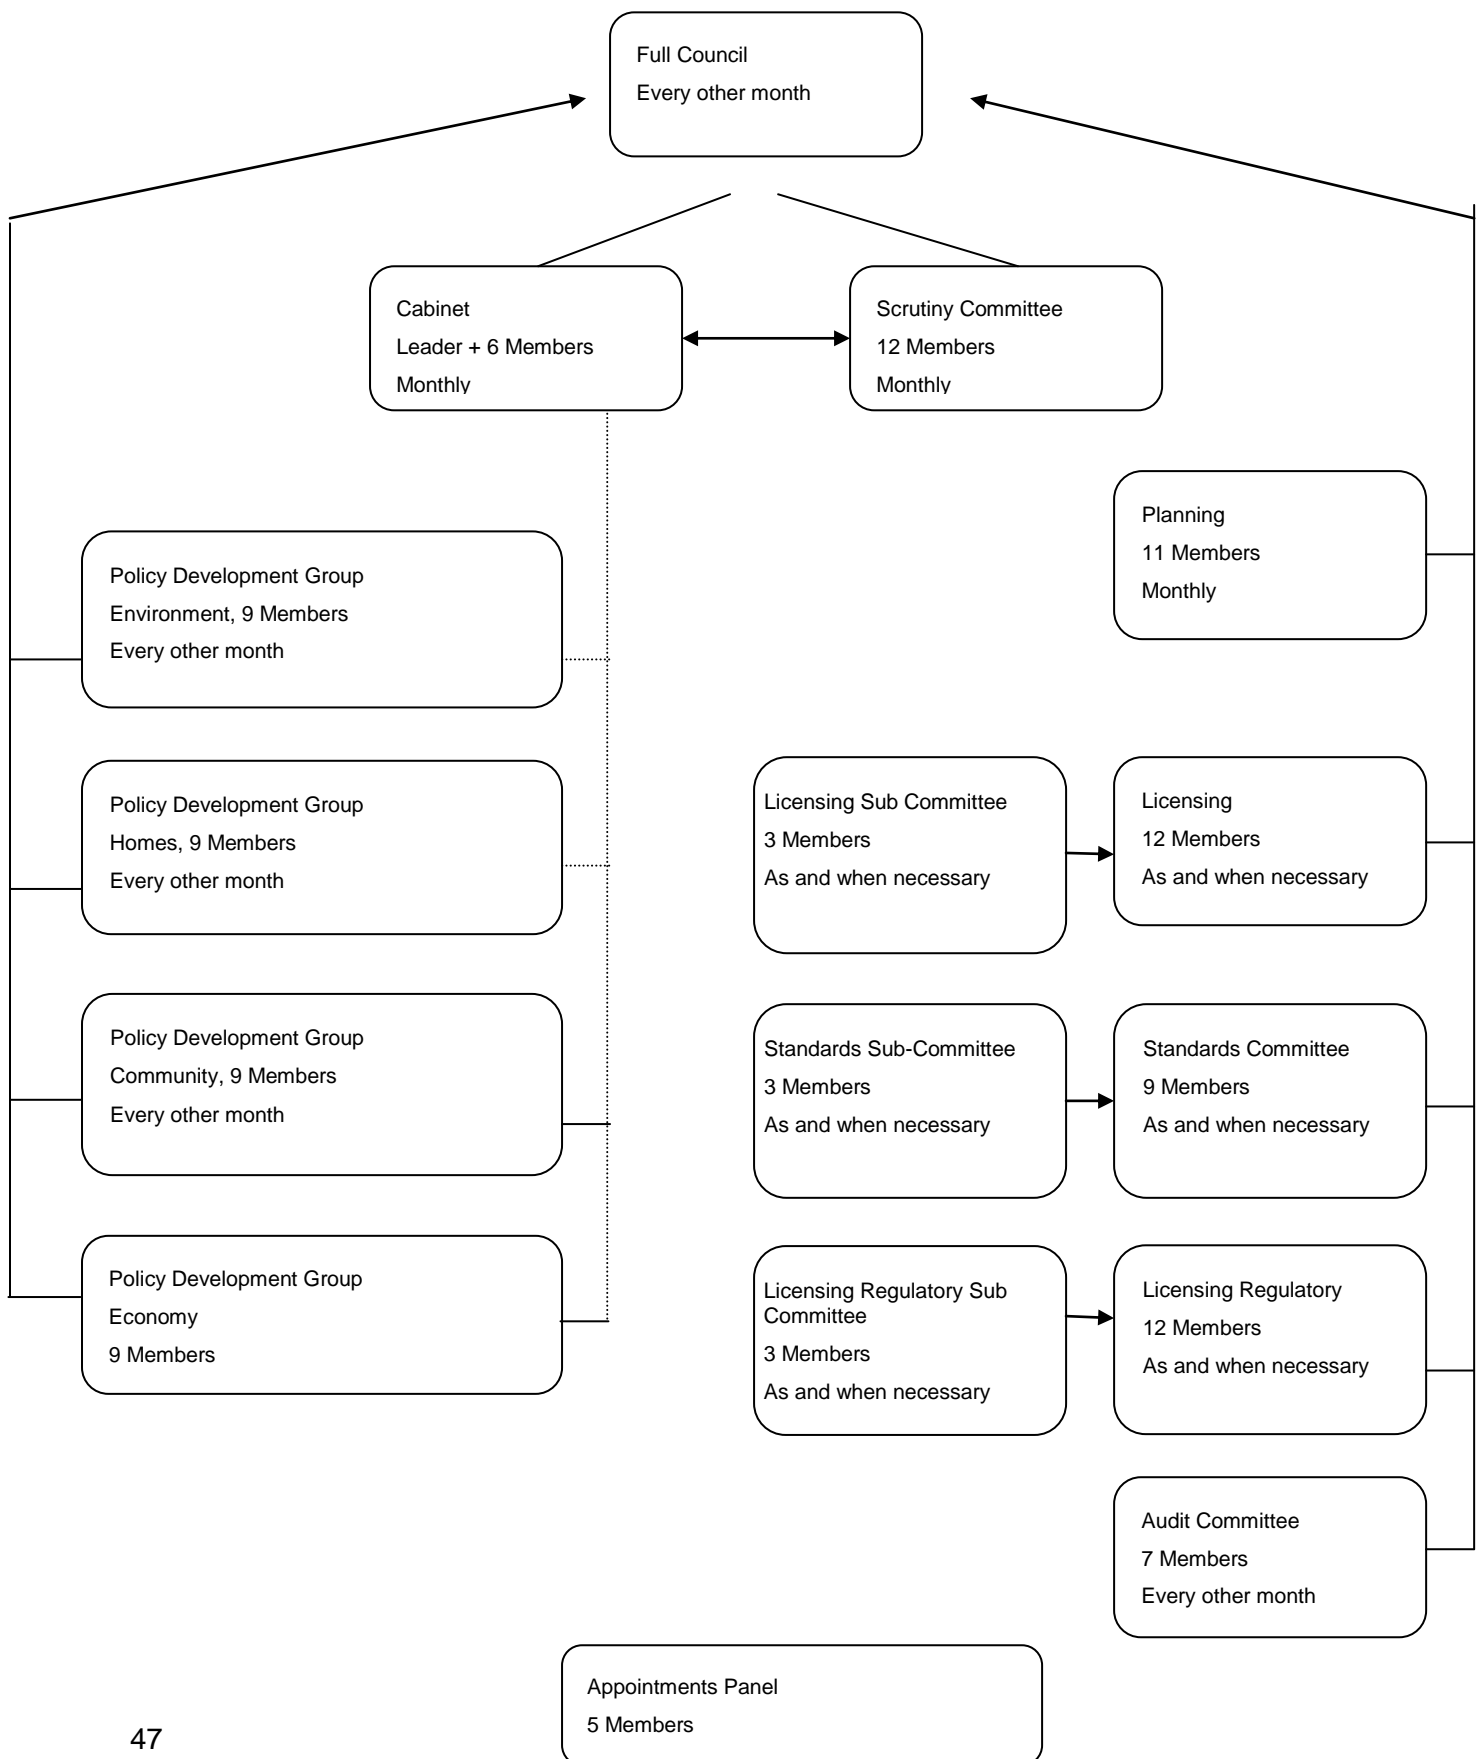 Full Council
Every other month
Cabinet
Leader + 6 Members
Monthly
Scrutiny Committee
12 Members
Monthly
Planning
11 Members
Monthly
Policy Development Group
Environment, 9 Members
Every other month
Policy Development Group
Homes, 9 Members
Every other month
Licensing Sub Committee
3 Members
As and when necessary
Licensing
12 Members
As and when necessary
Policy Development Group
Community, 9 Members
Every other month
Standards Sub-Committee
3 Members
As and when necessary
Standards Committee
9 Members
As and when necessary
Policy Development Group
Economy
9 Members
Licensing Regulatory Sub
Committee
3 Members
As and when necessary
Licensing Regulatory
12 Members
As and when necessary
Audit Committee
7 Members
Every other month
Appointments Panel
5 Members
47